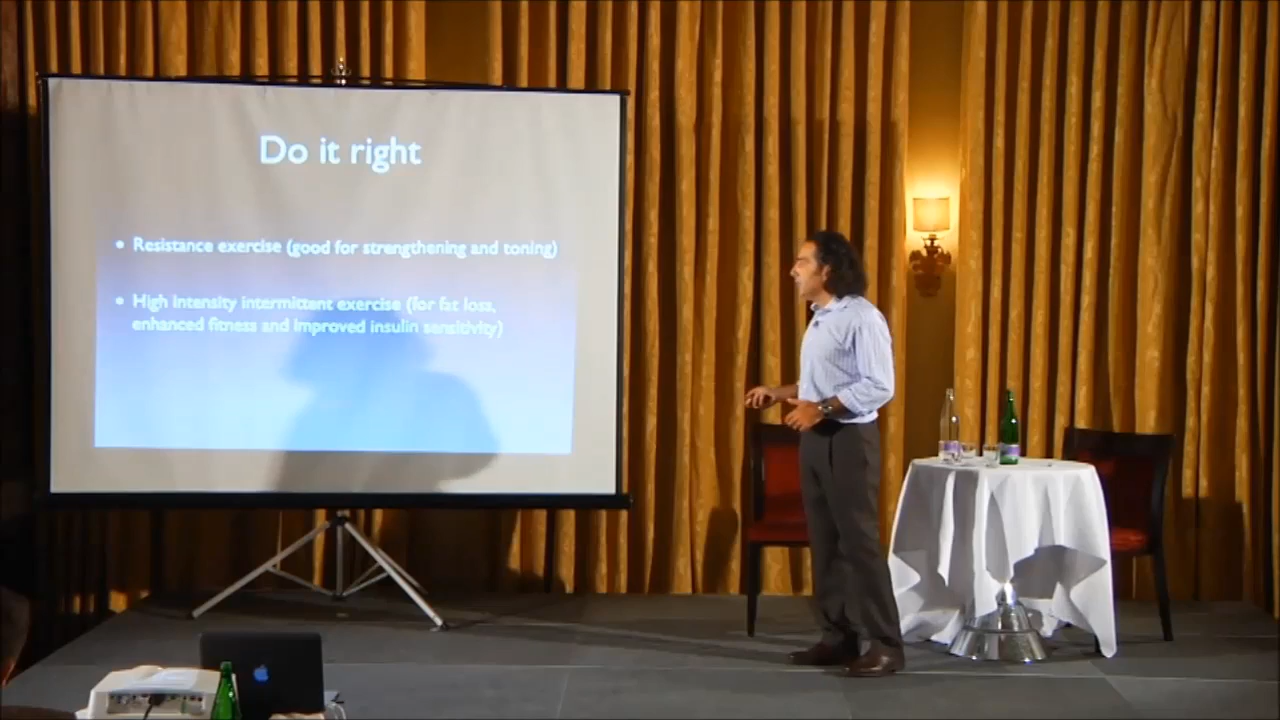 Do it right
• Resistance exercise (good for strengthening and toning)
• High intensity intermittant exercise (for fat loss,
enhanced fitness and improved insulin sensitivity)